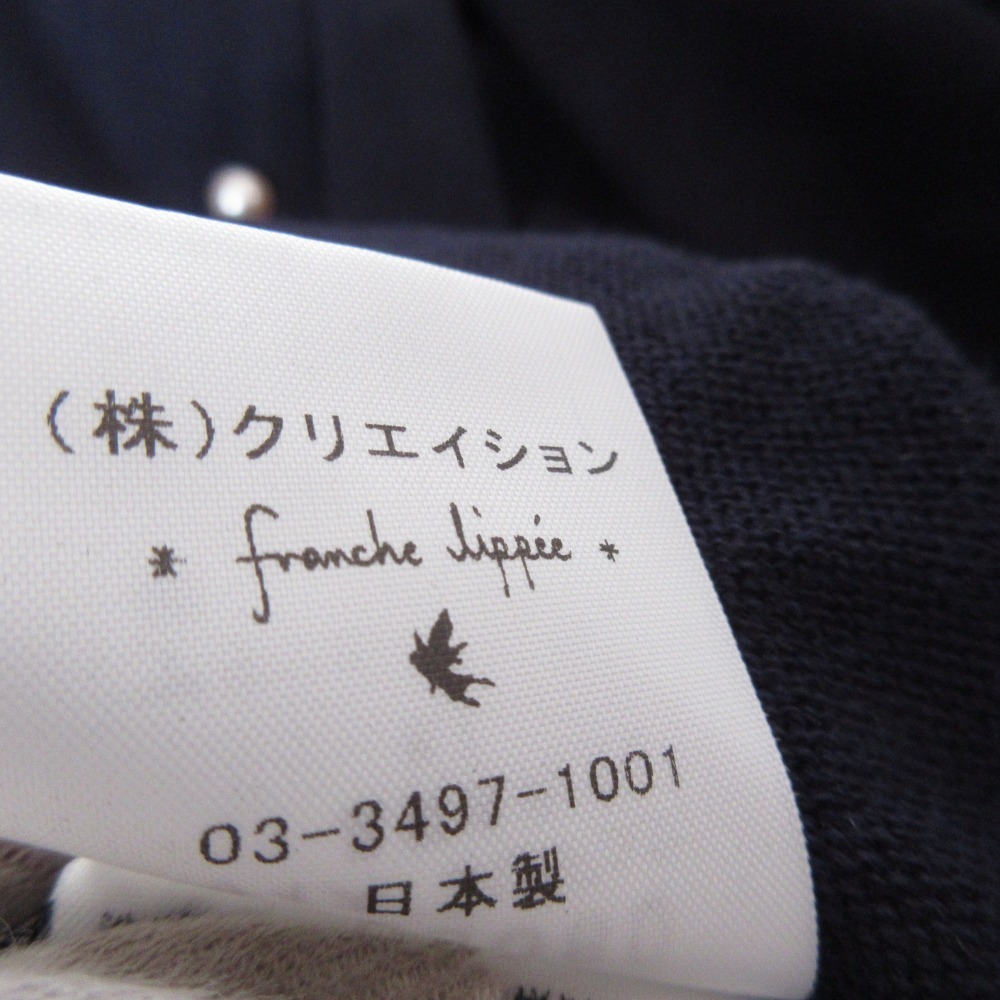 （株）クリエイション
* franche lippée *
03-3497-1001
日本製